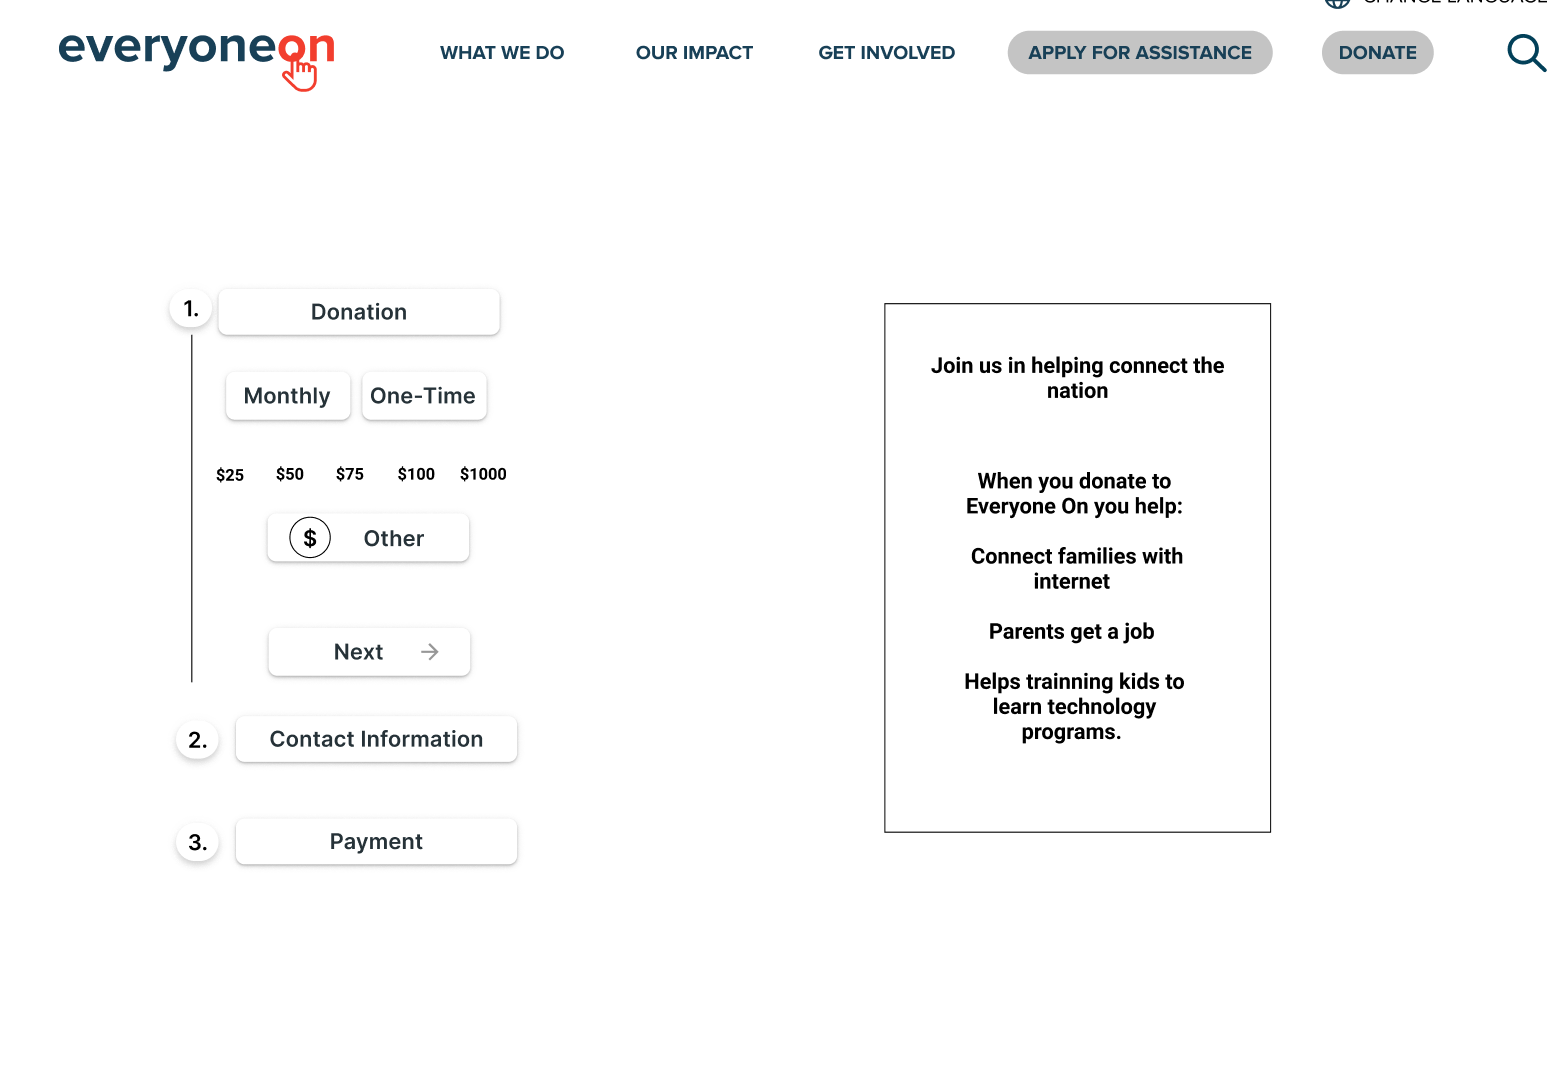 CHANGE LANGUAGE
everyoneon
WHAT WE DO
OUR IMPACT
GET INVOLVED
APPLY FOR ASSISTANCE
DONATE
1.
Donation
Monthly
One-Time
$25
$50
$75
$100
$1000
$
Other
Next
2.
Contact Information
3.
Payment
Join us in helping connect the
nation
When you donate to
Everyone On you help:
Connect families with
internet
Parents get a job
Helps trainning kids to
learn technology
programs.